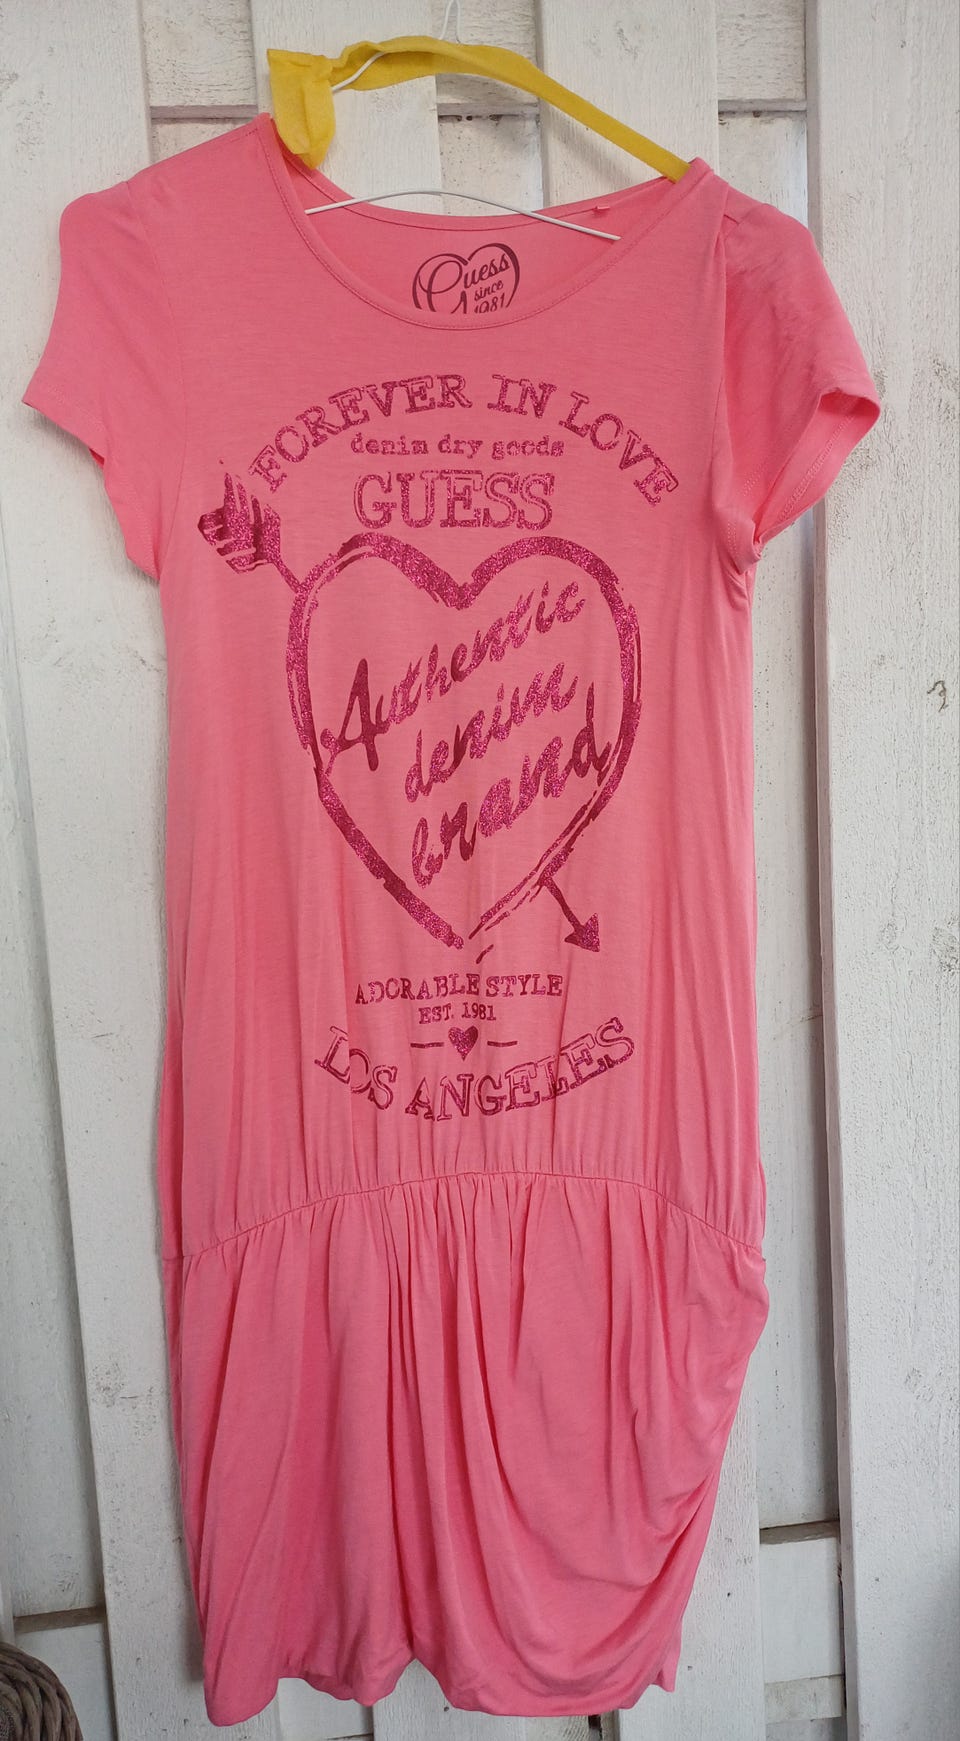 Guess
since
1981
FOREVER IN LOVE
denim dry goods
GUESS
Authentic
denim
brand
ADORABLE STYLE
EST. 1981
LOS ANGELES